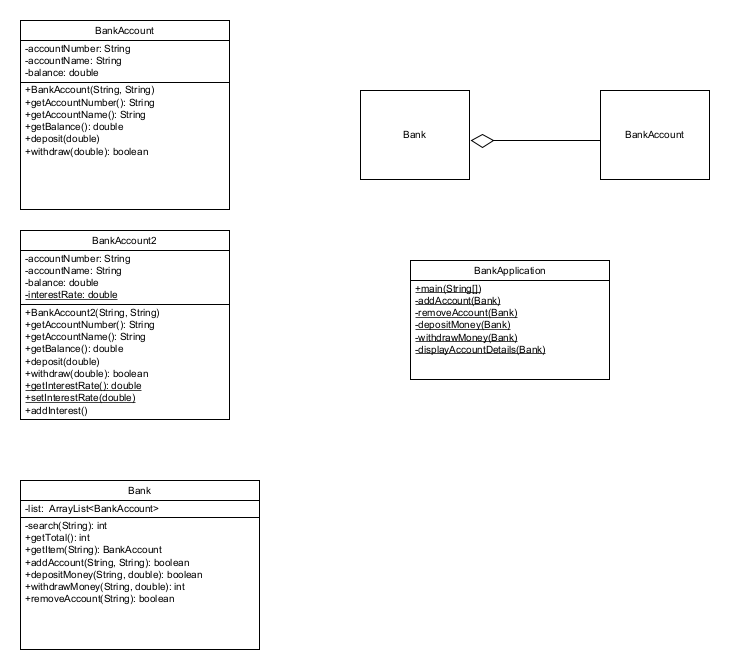 BankAccount
-accountNumber: String
-accountName: String
-balance: double
+BankAccount(String, String)
+getAccountNumber(): String
+getAccountName(): String
+getBalance(): double
+deposit(double)
+withdraw(double): boolean
Bank
BankAccount
BankAccount2
-accountNumber: String
-accountName: String
-balance: double
-interestRate: double
+BankAccount2(String, String)
+getAccountNumber(): String
+getAccountName(): String
+getBalance(): double
+deposit(double)
+withdraw(double): boolean
+getInterestRate(): double
+setInterestRate(double)
+addInterest()
BankApplication
+main(String[])
-addAccount(Bank)
-removeAccount(Bank)
-depositMoney(Bank)
-withdrawMoney(Bank)
-displayAccountDetails(Bank)
Bank
-list: ArrayList<BankAccount>
-search(String): int
+getTotal(): int
+getItem(String): BankAccount
+addAccount(String, String): boolean
+depositMoney(String, double): boolean
+withdrawMoney(String, double): int
+removeAccount(String): boolean